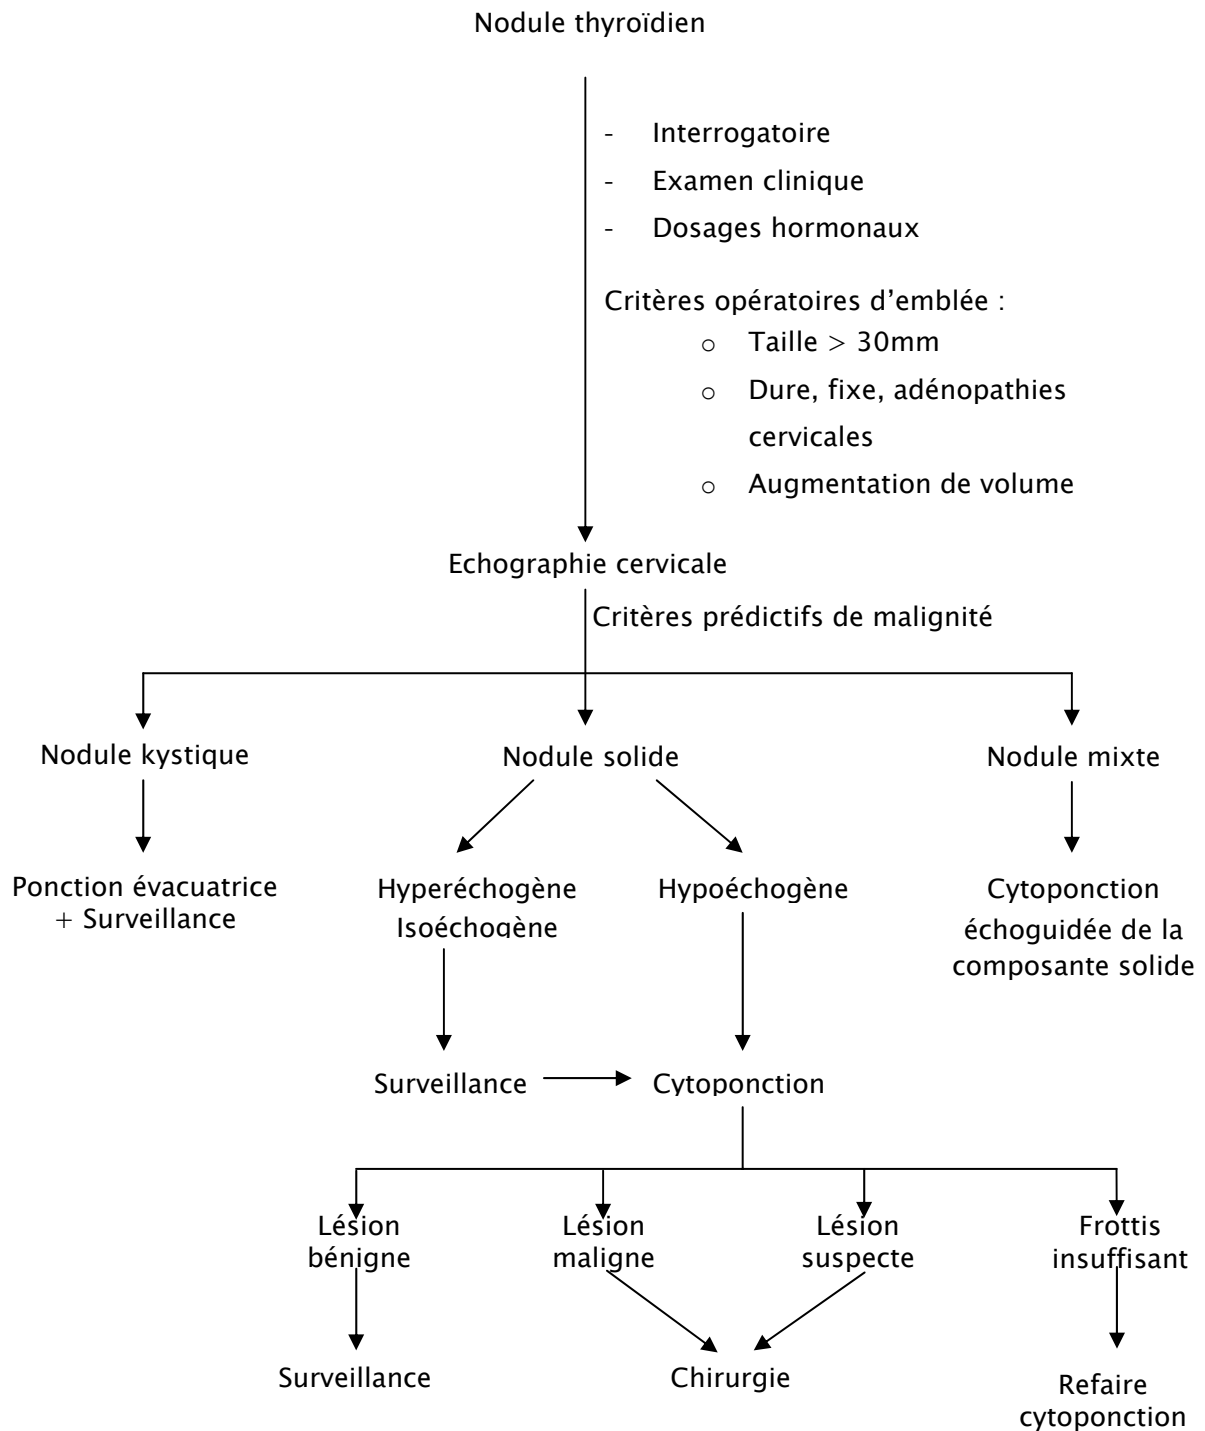 Nodule thyroïdien
- Interrogatoire
- Examen clinique
- Dosages hormonaux
Critères opératoires d’emblée :
o Taille > 30mm
o Dure, fixe, adénopathies
cervicales
o Augmentation de volume
Echographie cervicale
Critères prédictifs de malignité
Nodule kystique
Nodule solide
Nodule mixte
Ponction évacuatrice
+ Surveillance
Hyperéchogène
Isoéchogène
Hypoéchogène
Cytoponction
échoguidée de la
composante solide
Surveillance
Cytoponction
Lésion
bénigne
Lésion
maligne
Lésion
suspecte
Frottis
insuffisant
Surveillance
Chirurgie
Refaire
cytoponction